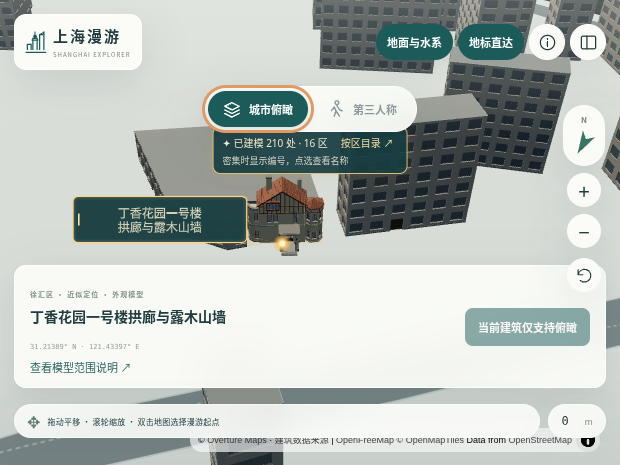 上海漫游
SHANGHAI EXPLORER
地面与水系
地标直达
城市俯瞰
第三人称
✦ 已建模 210 处 · 16 区 按区目录 ↗
密集时显示编号，点选查看名称
N
丁香花园一号楼
拱廊与露木山墙
+
−
徐汇区 · 近似定位 · 外观模型
丁香花园一号楼拱廊与露木山墙
31.21389° N · 121.43397° E
查看模型范围说明 ↗
当前建筑仅支持俯瞰
拖动平移 · 滚轮缩放 · 双击地图选择漫游起点
0 m
© Overture Maps · 建筑数据来源 | OpenFreeMap © OpenMapTiles Data from OpenStreetMap